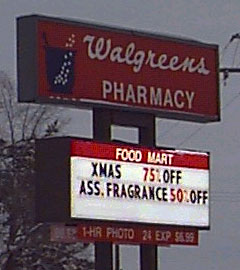 Walgreens
PHARMACY
FOOD MART
XMAS 75% OFF
ASS. FRAGRANCE 50% OFF
1-HR PHOTO 24 EXP $6.99